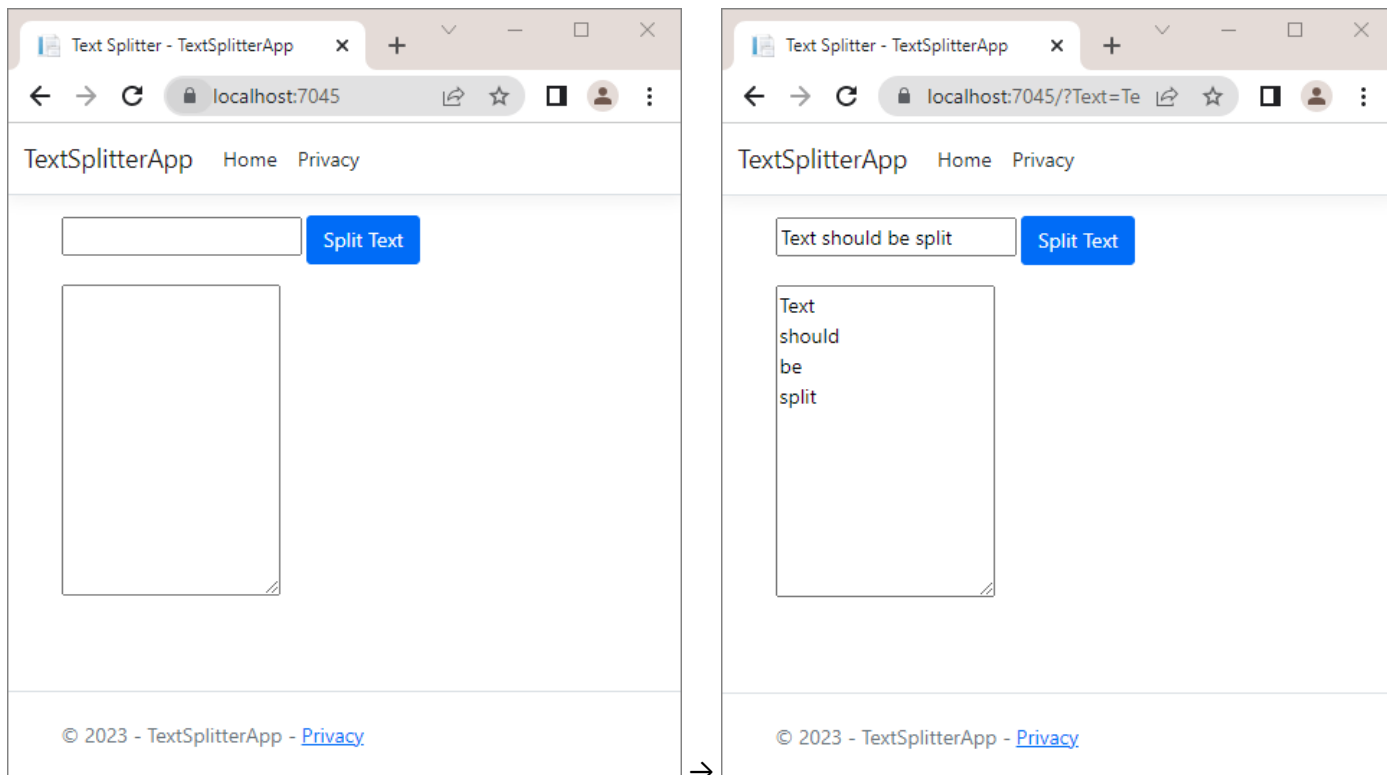 Text Splitter - TextSplitterApp
localhost:7045
TextSplitterApp Home Privacy
Split Text
© 2023 - TextSplitterApp - Privacy
→
Text Splitter - TextSplitterApp
localhost:7045/?Text=Te
TextSplitterApp Home Privacy
Text should be split Split Text
Text
should
be
split
© 2023 - TextSplitterApp - Privacy